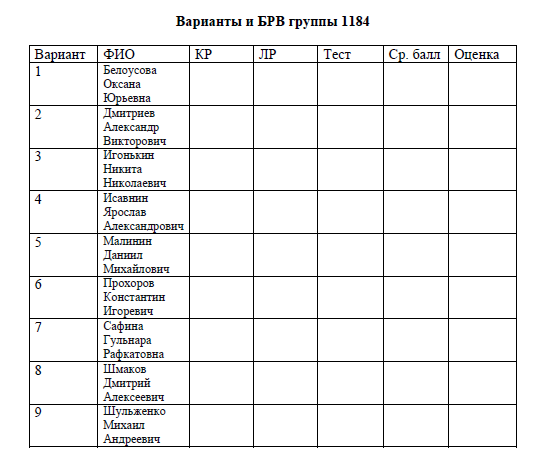 Варианты и БРВ группы 1184
Вариант ФИО КР ЛР Тест Ср. балл Оценка
1 Белоусова
Оксана
Юрьевна
2 Дмитриев
Александр
Викторович
3 Игонькин
Никита
Николаевич
4 Исавнин
Ярослав
Александрович
5 Малинин
Даниил
Михайлович
6 Прохоров
Константин
Игоревич
7 Сафина
Гульнара
Рафкатовна
8 Шмаков
Дмитрий
Алексеевич
9 Шульженко
Михаил
Андреевич